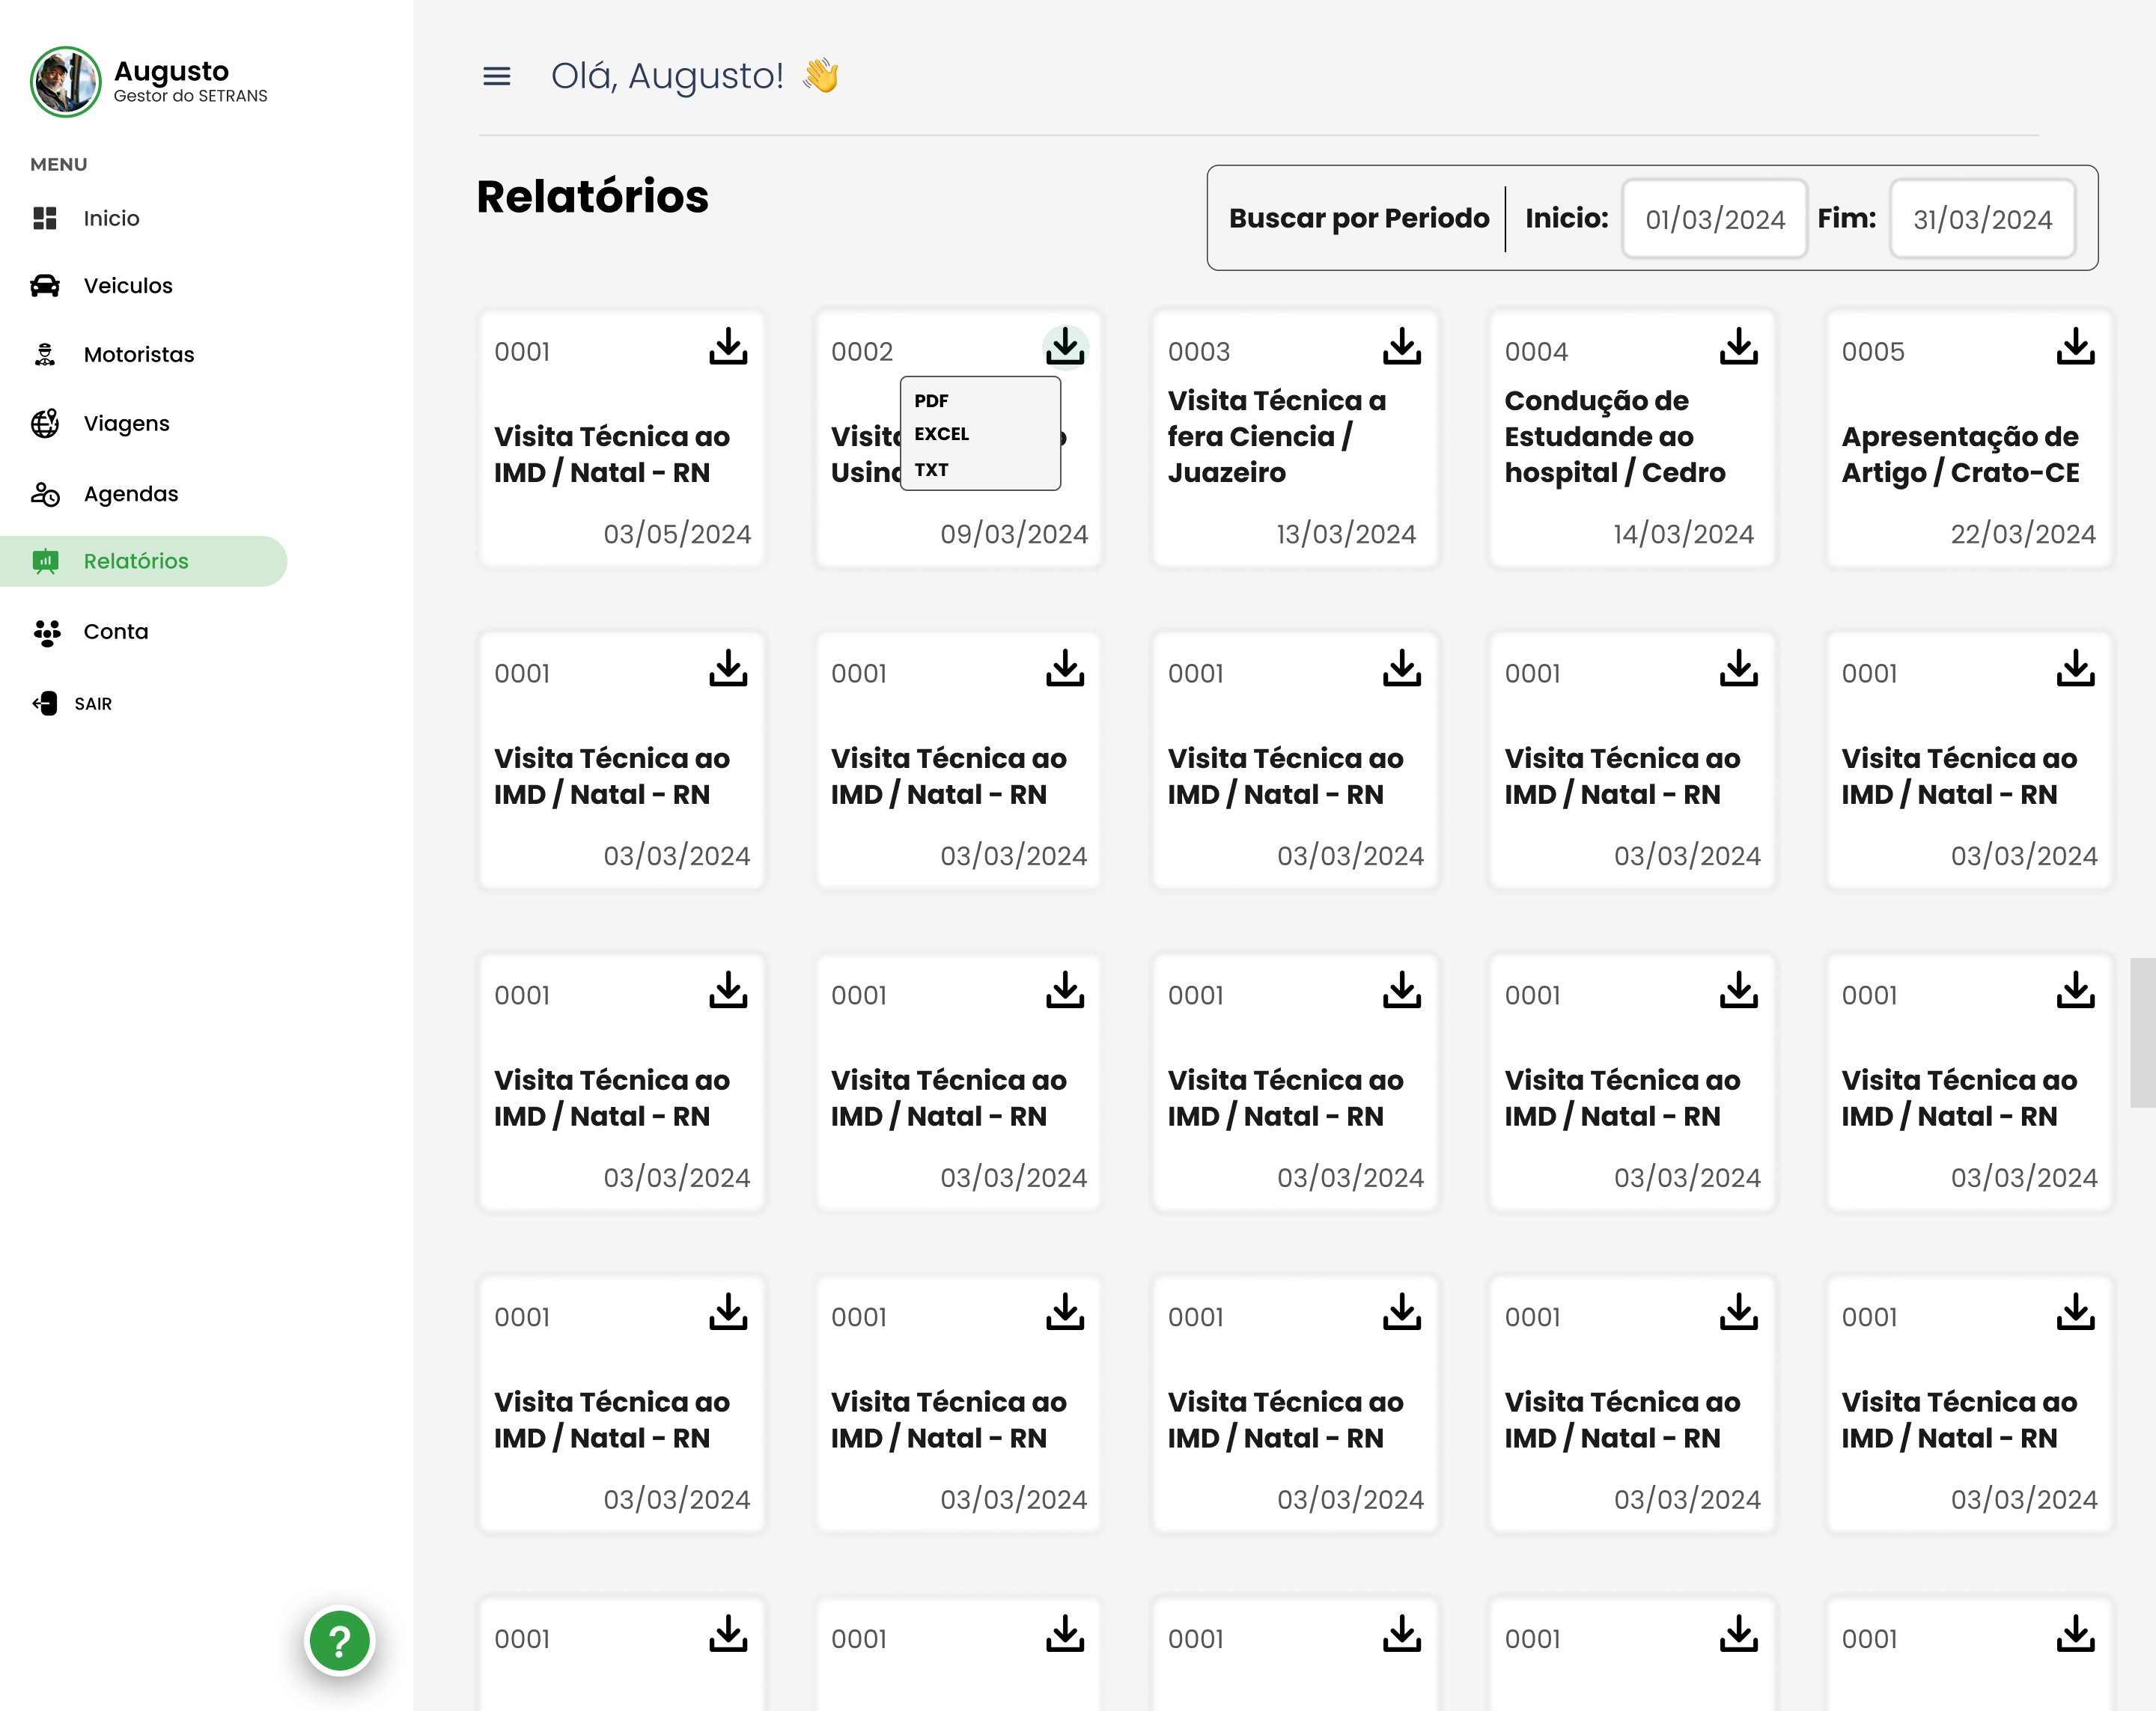 Augusto
Gestor do SETRANS
MENU
Inicio
Veiculos
Motoristas
Viagens
Agendas
Relatórios
Conta
SAIR
?
Olá, Augusto! 👋
Relatórios
Buscar por Periodo
Inicio: 01/03/2024 Fim: 31/03/2024
0001
Visita Técnica ao
IMD / Natal - RN
03/05/2024
0002
PDF
EXCEL
TXT
09/03/2024
0003
Visita Técnica a
fera Ciencia /
Juazeiro
13/03/2024
0004
Condução de
Estudande ao
hospital / Cedro
14/03/2024
0005
Apresentação de
Artigo / Crato-CE
22/03/2024
0001
Visita Técnica ao
IMD / Natal - RN
03/03/2024
0001
Visita Técnica ao
IMD / Natal - RN
03/03/2024
0001
Visita Técnica ao
IMD / Natal - RN
03/03/2024
0001
Visita Técnica ao
IMD / Natal - RN
03/03/2024
0001
Visita Técnica ao
IMD / Natal - RN
03/03/2024
0001
Visita Técnica ao
IMD / Natal - RN
03/03/2024
0001
Visita Técnica ao
IMD / Natal - RN
03/03/2024
0001
Visita Técnica ao
IMD / Natal - RN
03/03/2024
0001
Visita Técnica ao
IMD / Natal - RN
03/03/2024
0001
Visita Técnica ao
IMD / Natal - RN
03/03/2024
0001
Visita Técnica ao
IMD / Natal - RN
03/03/2024
0001
Visita Técnica ao
IMD / Natal - RN
03/03/2024
0001
Visita Técnica ao
IMD / Natal - RN
03/03/2024
0001
Visita Técnica ao
IMD / Natal - RN
03/03/2024
0001
Visita Técnica ao
IMD / Natal - RN
03/03/2024
0001
0001
0001
0001
0001